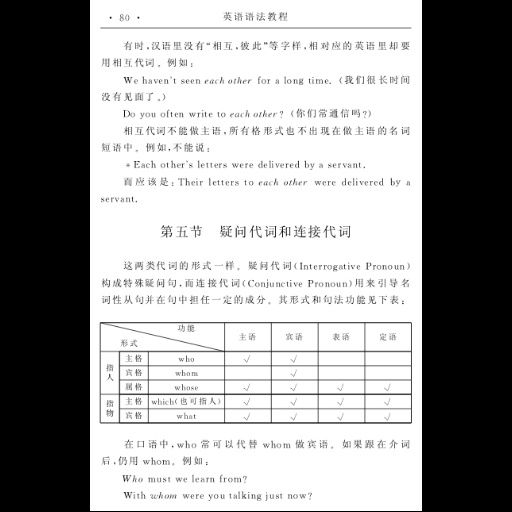 · 80 ·
英语语法教程
有时,汉语里没有“相互,彼此”等字样,相对应的英语里却要
用相互代词。例如:
We haven't seen each other for a long time. (我们很长时间
没有见面了。)
Do you often write to each other? (你们常通信吗?)
相互代词不能做主语,所有格形式也不出现在做主语的名词
短语中。例如,不能说:
* Each other's letters were delivered by a servant.
而应该是:Their letters to each other were delivered by a
servant.
第五节 疑问代词和连接代词
这两类代词的形式一样。疑问代词(Interrogative Pronoun)
构成特殊疑问句,而连接代词(Conjunctive Pronoun)用来引导名
词性从句并在句中担任一定的成分。其形式和句法功能见下表:
功能
形式
主语 宾语 表语 定语
指人
主格 who √ √
宾格 whom √
属格 whose √ √ √ √
指物
主格 which(也可指人) √ √ √ √
宾格 what √ √ √ √
在口语中,who 常可以代替 whom 做宾语。如果跟在介词
后,仍用 whom。例如:
Who must we learn from?
With whom were you talking just now?